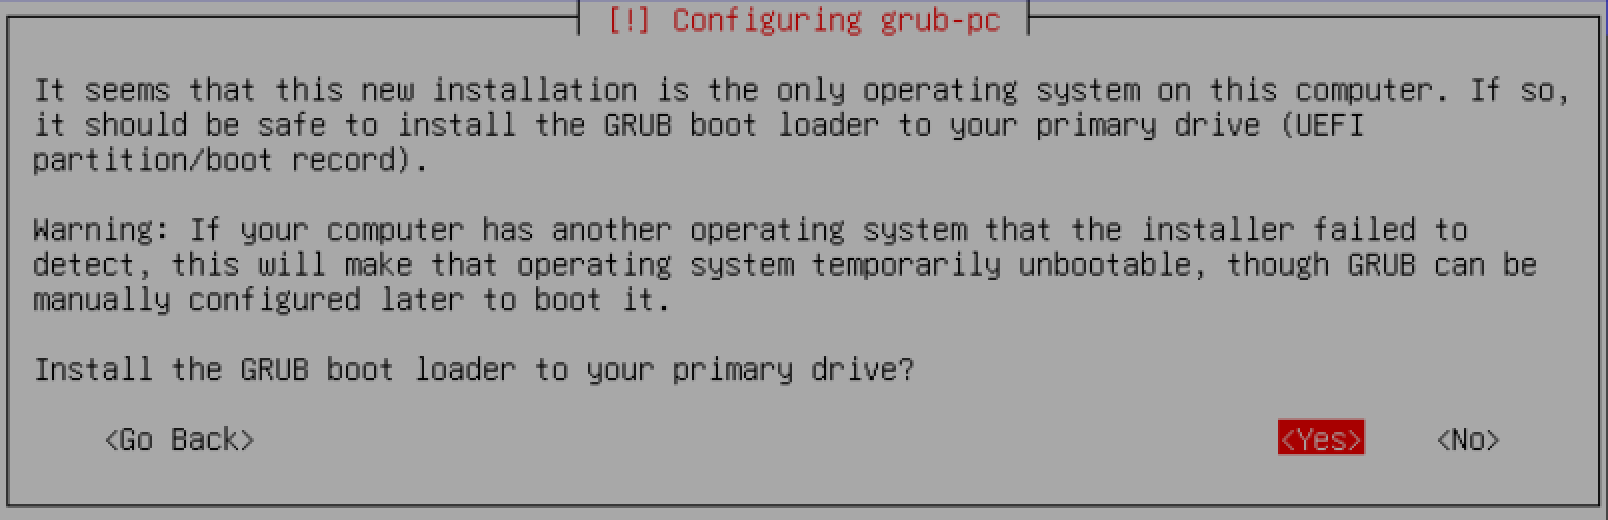 [!] Configuring grub-pc
It seems that this new installation is the only operating system on this computer. If so,
it should be safe to install the GRUB boot loader to your primary drive (UEFI
partition/boot record).
Warning: If your computer has another operating system that the installer failed to
detect, this will make that operating system temporarily unbootable, though GRUB can be
manually configured later to boot it.
Install the GRUB boot loader to your primary drive?
<Go Back> <Yes> <No>